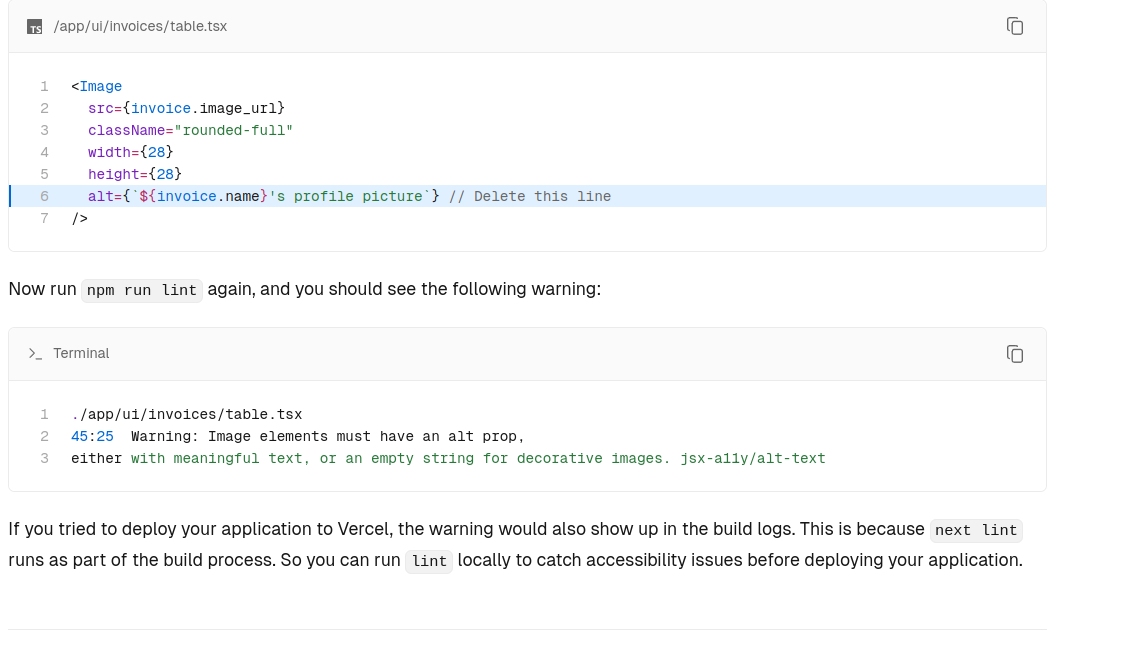 TS /app/ui/invoices/table.tsx
1 <Image
2 src={invoice.image_url}
3 className="rounded-full"
4 width={28}
5 height={28}
6 alt={`${invoice.name}'s profile picture`} // Delete this line
7 />
Now run npm run lint again, and you should see the following warning:
Terminal
1 ./app/ui/invoices/table.tsx
2 45:25  Warning: Image elements must have an alt prop,
3 either with meaningful text, or an empty string for decorative images. jsx-a11y/alt-text
If you tried to deploy your application to Vercel, the warning would also show up in the build logs. This is because next lint
runs as part of the build process. So you can run lint locally to catch accessibility issues before deploying your application.